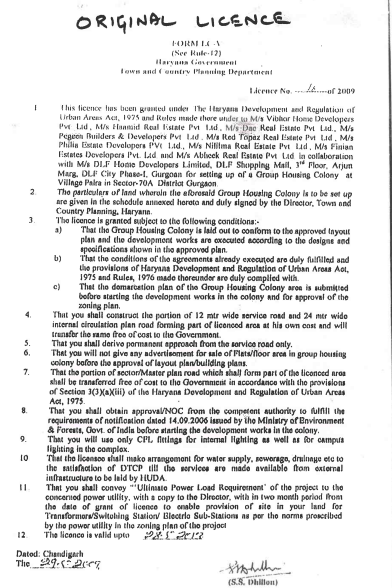 ORIGINAL LICENCE
FORM LC-V
(See Rule-12)
Haryana Government
Town and Country Planning Department
Licence No. of 2009
1 This licence has been granted under The Haryana Development and Regulation of
Urban Areas Act, 1975 and Rules made there under to M/s Vibhor Home Developers
Pvt Ltd., M/s Real Estate Pvt Ltd., M/s Dae Real Estate Pvt Ltd., M/s
Pegeen Builders & Developers Pvt Ltd. M/s Red Topaz Real Estate Pvt Ltd., M/s
Philia Estate Developers PVt Ltd., M/s Real Estate Pvt Ltd, M/s Finian
Estates Developers Pvt. Ltd and M/s Real Estate Pvt Ltd in collaboration
with M/s DLF Home Developers Limited, DLF Shopping Mall, 3rd Floor, Arjun
Marg, DLF City Phase-I, Gurgoan for setting up of a Group Housing Colony at
Village Palra in Sector-70A District Gurgaon.
2. The particulars of land wherein the aforesaid Group Housing Colony is to be set up
are given in the schedule annexed hereto and duly signed by the Director, Town and
Country Planning, Haryana.
3. The licence is granted subject to the following conditions:-
a) That the Group Housing Colony is laid out to conform to the approved layout
plan and the development works are executed according to the designs and
specifications shown in the approved plan.
b) That the conditions of the agreements already executed are duly fulfilled and
the provisions of Haryana Development and Regulation of Urban Areas Act,
1975 and Rules, 1976 made thereunder are duly complied with.
c) That the demarcation plan of the Group Housing Colony area is submitted
before starting the development works in the colony and for approval of the
zoning plan.
4. That you shall construct the portion of 12 mtr wide service road and 24 mtr wide
internal circulation plan road forming part of licenced area at his own cost and will
transfer the same free of cost to the Government.
5. That you shall derive permanent approach from the service road only.
6. That you will not give any advertisement for sale of Flats/floor area in group housing
colony before the approval of layout plan/building plans.
7. That the portion of sector/Master plan road which shall form part of the licenced area
shall be transferred free of cost to the Government in accordance with the provisions
of Section 3(3)(a)(iii) of the Haryana Development and Regulation of Urban Areas
Act, 1975.
8 That you shall obtain approval/NOC from the competent authority to fulfill the
requirements of notification dated 14.09.2006 issued by the Ministry of Environment
& Forests, Govt. of India before starting the development works in the colony.
9 That you will use only CPL fittings for internal lighting as well as for campus
lighting in the complex.
10 That the licensee shall make arrangement for water supply, sewerage, drainage etc to
the satisfaction of DTCP till the services are made available from external
infrastructure to be laid by HUDA.
11. That you shall convey "Ultimate Power Load Requirement' of the project to the
concerned power utility, with a copy to the Director, with in two month period from
the date of grant of licence to enable provision of site in your land for
Transformers/Switching Station/ Electric Sub-Stations as per the norms prescribed
by the power utility in the zoning plan of the project
12 The licence is valid upto
Dated: Chandigarh
The 29.5.2009
(S.S. Dhillon)